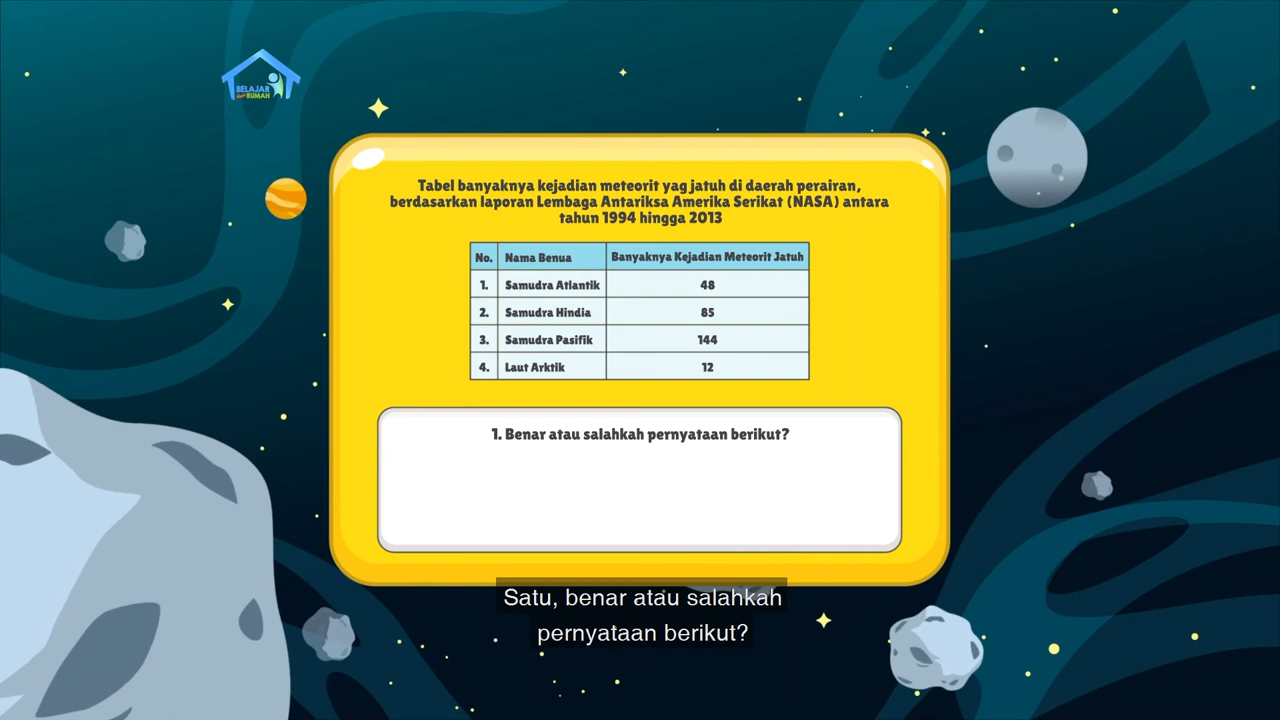 BELAJAR
dari RUMAH
Tabel banyaknya kejadian meteorit yag jatuh di daerah perairan,
berdasarkan laporan Lembaga Antariksa Amerika Serikat (NASA) antara
tahun 1994 hingga 2013
No. Nama Benua Banyaknya Kejadian Meteorit Jatuh
1. Samudra Atlantik 48
2. Samudra Hindia 85
3. Samudra Pasifik 144
4. Laut Arktik 12
1. Benar atau salahkah pernyataan berikut?
Satu, benar atau salahkah
pernyataan berikut?